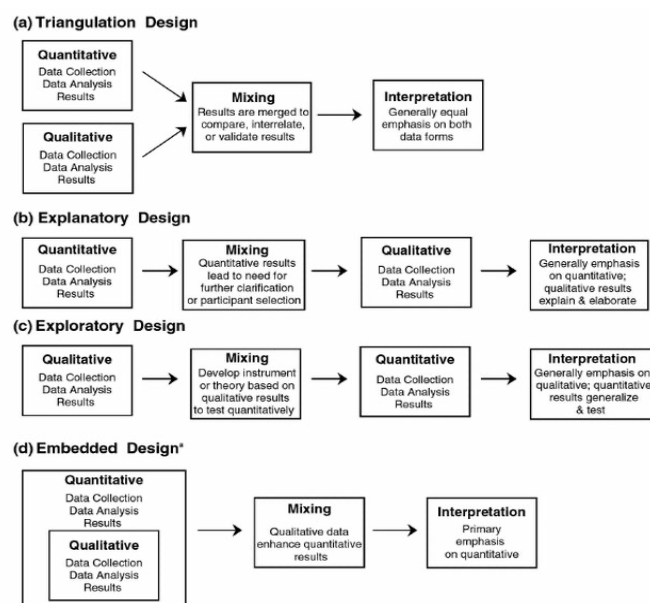 (a) Triangulation Design
Quantitative
Data Collection
Data Analysis
Results
Qualitative
Data Collection
Data Analysis
Results
Mixing
Results are merged to
compare, interrelate,
or validate results
Interpretation
Generally equal
emphasis on both
data forms
(b) Explanatory Design
Quantitative
Data Collection
Data Analysis
Results
Mixing
Quantitative results
lead to need for
further clarification
or participant selection
Qualitative
Data Collection
Data Analysis
Results
Interpretation
Generally emphasis
on quantitative;
qualitative results
explain & elaborate
(c) Exploratory Design
Qualitative
Data Collection
Data Analysis
Results
Mixing
Develop instrument
or theory based on
qualitative results
to test quantitatively
Quantitative
Data Collection
Data Analysis
Results
Interpretation
Generally emphasis on
qualitative; quantitative
results generalize
& test
(d) Embedded Design*
Quantitative
Data Collection
Data Analysis
Results
Qualitative
Data Collection
Data Analysis
Results
Mixing
Qualitative data
enhance quantitative
results
Interpretation
Primary
emphasis
on quantitative